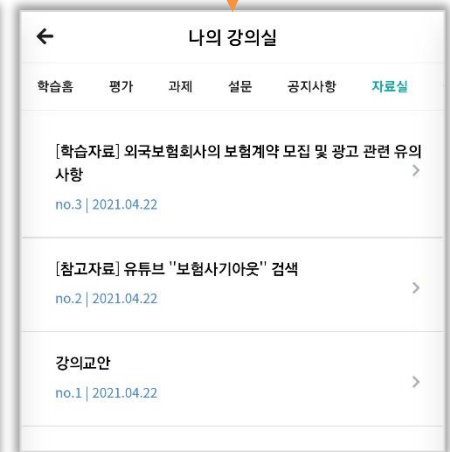 나의 강의실
학습홈 평가 과제 설문 공지사항 자료실
[학습자료] 외국보험회사의 보험계약 모집 및 광고 관련 유의
사항
no.3 | 2021.04.22
[참고자료] 유튜브 "보험사기아웃" 검색
no.2 | 2021.04.22
강의교안
no.1 | 2021.04.22